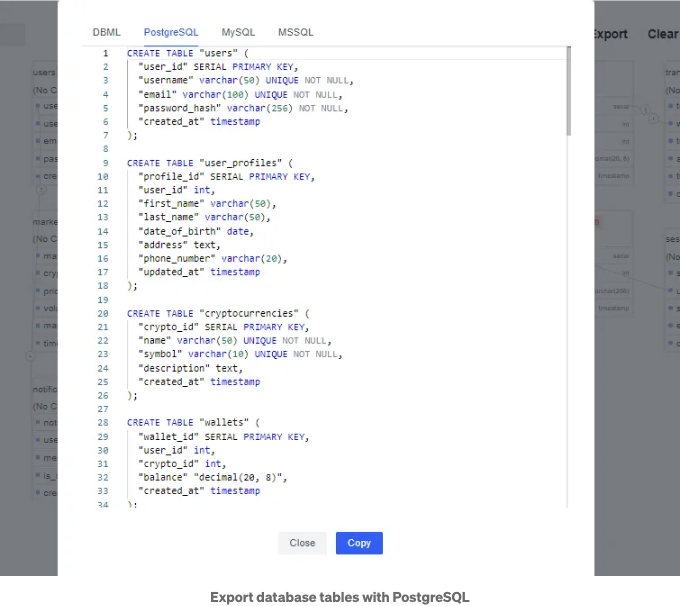 DBML PostgreSQL MySQL MSSQL
Export Clear
1 CREATE TABLE "users" (
2 "user_id" SERIAL PRIMARY KEY,
3 "username" varchar(50) UNIQUE NOT NULL,
4 "email" varchar(100) UNIQUE NOT NULL,
5 "password_hash" varchar(256) NOT NULL,
6 "created_at" timestamp
7 );
8
9 CREATE TABLE "user_profiles" (
10 "profile_id" SERIAL PRIMARY KEY,
11 "user_id" int,
12 "first_name" varchar(50),
13 "last_name" varchar(50),
14 "date_of_birth" date,
15 "address" text,
16 "phone_number" varchar(20),
17 "updated_at" timestamp
18 );
19
20 CREATE TABLE "cryptocurrencies" (
21 "crypto_id" SERIAL PRIMARY KEY,
22 "name" varchar(50) UNIQUE NOT NULL,
23 "symbol" varchar(10) UNIQUE NOT NULL,
24 "description" text,
25 "created_at" timestamp
26 );
27
28 CREATE TABLE "wallets" (
29 "wallet_id" SERIAL PRIMARY KEY,
30 "user_id" int,
31 "crypto_id" int,
32 "balance" "decimal(20, 8)",
33 "created_at" timestamp
34 );
Close Copy
Export database tables with PostgreSQL